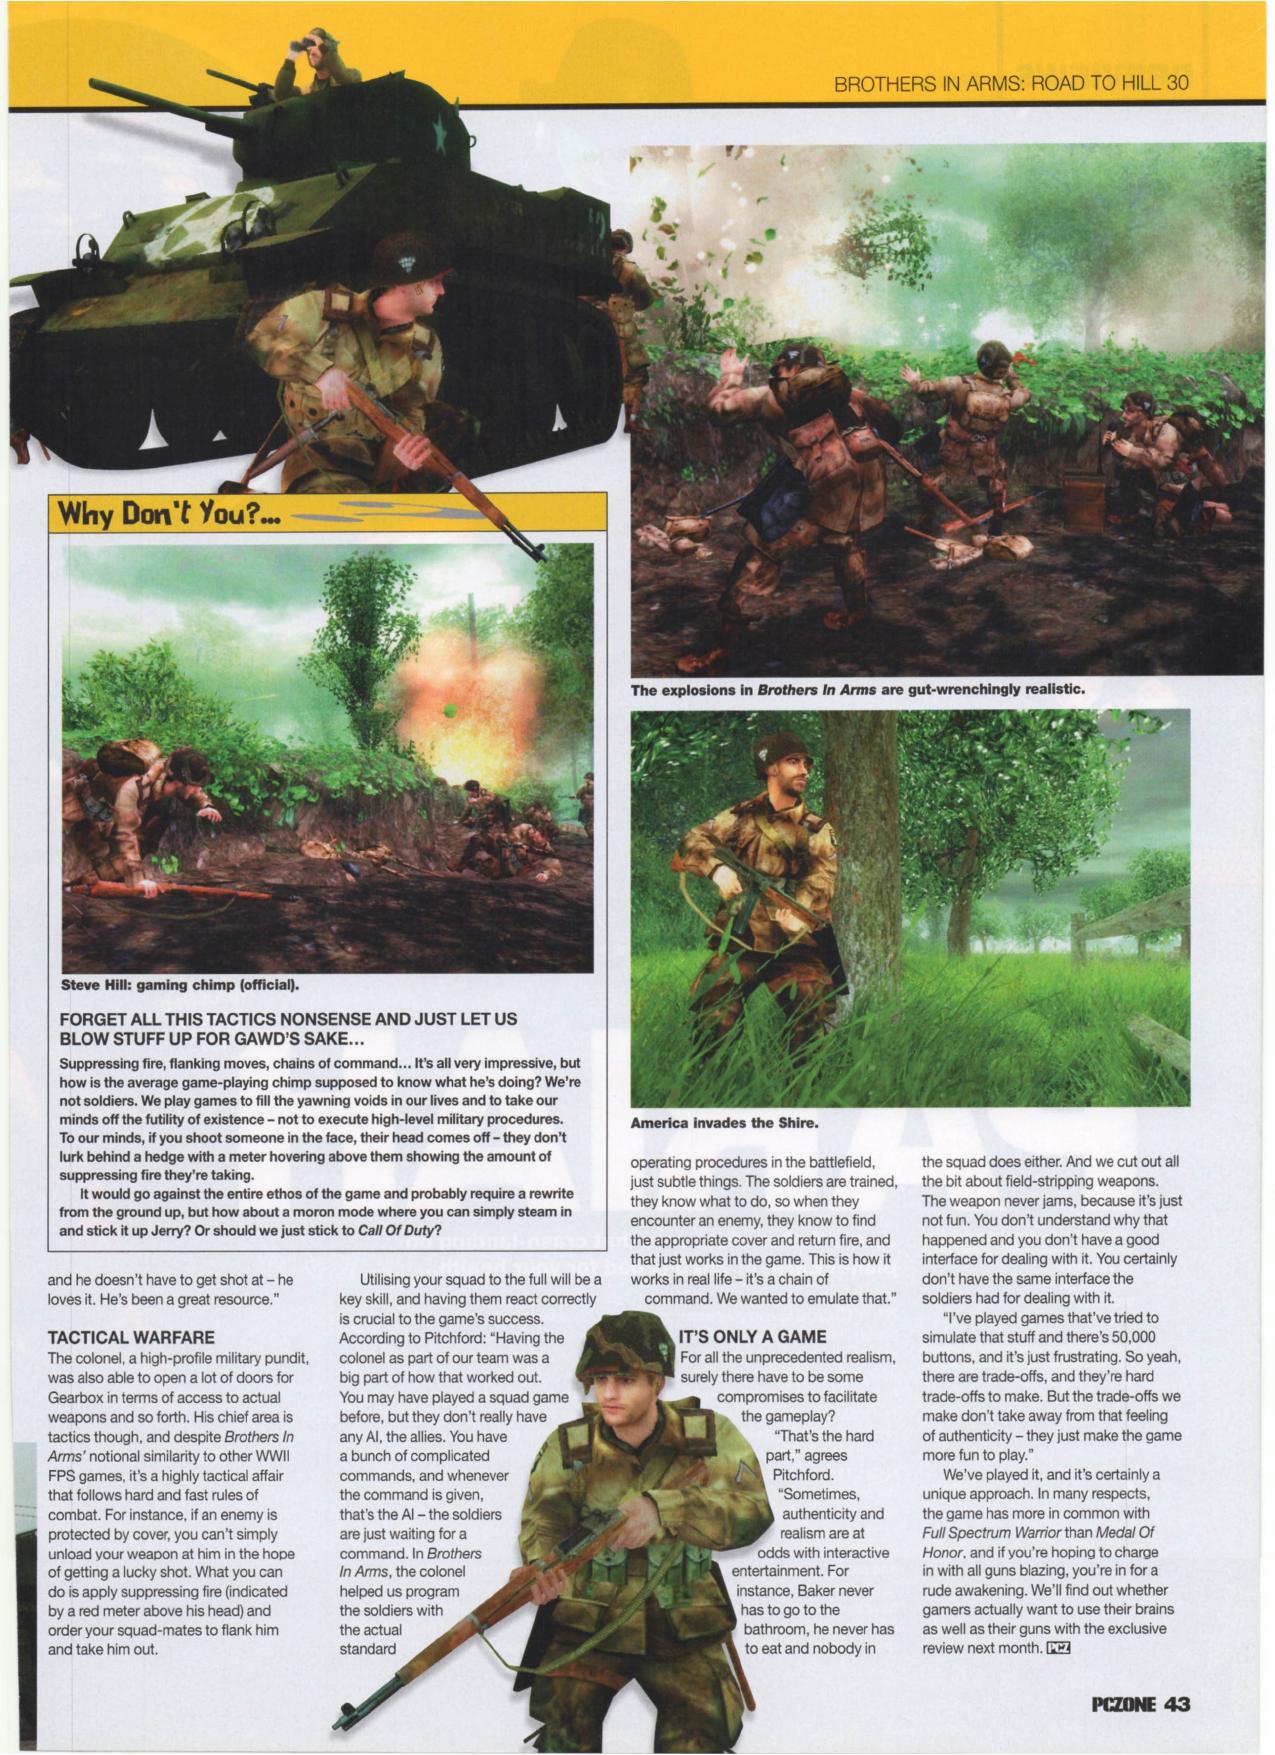 BROTHERS IN ARMS: ROAD TO HILL 30
The explosions in Brothers In Arms are gut-wrenchingly realistic.
America invades the Shire.
Why Don't You?...
Steve Hill: gaming chimp (official).
FORGET ALL THIS TACTICS NONSENSE AND JUST LET US
BLOW STUFF UP FOR GAWD'S SAKE...
Suppressing fire, flanking moves, chains of command... It's all very impressive, but
how is the average game-playing chimp supposed to know what he's doing? We're
not soldiers. We play games to fill the yawning voids in our lives and to take our
minds off the futility of existence – not to execute high-level military procedures.
To our minds, if you shoot someone in the face, their head comes off – they don't
lurk behind a hedge with a meter hovering above them showing the amount of
suppressing fire they're taking.
It would go against the entire ethos of the game and probably require a rewrite
from the ground up, but how about a moron mode where you can simply steam in
and stick it up Jerry? Or should we just stick to Call Of Duty?
and he doesn't have to get shot at – he
loves it. He's been a great resource."
TACTICAL WARFARE
The colonel, a high-profile military pundit,
was also able to open a lot of doors for
Gearbox in terms of access to actual
weapons and so forth. His chief area is
tactics though, and despite Brothers In
Arms' notional similarity to other WWII
FPS games, it's a highly tactical affair
that follows hard and fast rules of
combat. For instance, if an enemy is
protected by cover, you can't simply
unload your weapon at him in the hope
of getting a lucky shot. What you can
do is apply suppressing fire (indicated
by a red meter above his head) and
order your squad-mates to flank him
and take him out.
Utilising your squad to the full will be a
key skill, and having them react correctly
is crucial to the game's success.
According to Pitchford: "Having the
colonel as part of our team was a
big part of how that worked out.
You may have played a squad game
before, but they don't really have
any AI, the allies. You have
a bunch of complicated
commands, and whenever
the command is given,
that's the AI – the soldiers
are just waiting for a
command. In Brothers
In Arms, the colonel
helped us program
the soldiers with
the actual
standard
operating procedures in the battlefield,
just subtle things. The soldiers are trained,
they know what to do, so when they
encounter an enemy, they know to find
the appropriate cover and return fire, and
that just works in the game. This is how it
works in real life – it's a chain of
command. We wanted to emulate that."
IT'S ONLY A GAME
For all the unprecedented realism,
surely there have to be some
compromises to facilitate
the gameplay?
"That's the hard
part," agrees
Pitchford.
"Sometimes,
authenticity and
realism are at
odds with interactive
entertainment. For
instance, Baker never
has to go to the
bathroom, he never has
to eat and nobody in
the squad does either. And we cut out all
the bit about field-stripping weapons.
The weapon never jams, because it's just
not fun. You don't understand why that
happened and you don't have a good
interface for dealing with it. You certainly
don't have the same interface the
soldiers had for dealing with it.
"I've played games that've tried to
simulate that stuff and there's 50,000
buttons, and it's just frustrating. So yeah,
there are trade-offs, and they're hard
trade-offs to make. But the trade-offs we
make don't take away from that feeling
of authenticity – they just make the game
more fun to play."
We've played it, and it's certainly a
unique approach. In many respects,
the game has more in common with
Full Spectrum Warrior than Medal Of
Honor, and if you're hoping to charge
in with all guns blazing, you're in for a
rude awakening. We'll find out whether
gamers actually want to use their brains
as well as their guns with the exclusive
review next month. PCZ
PCZONE 43